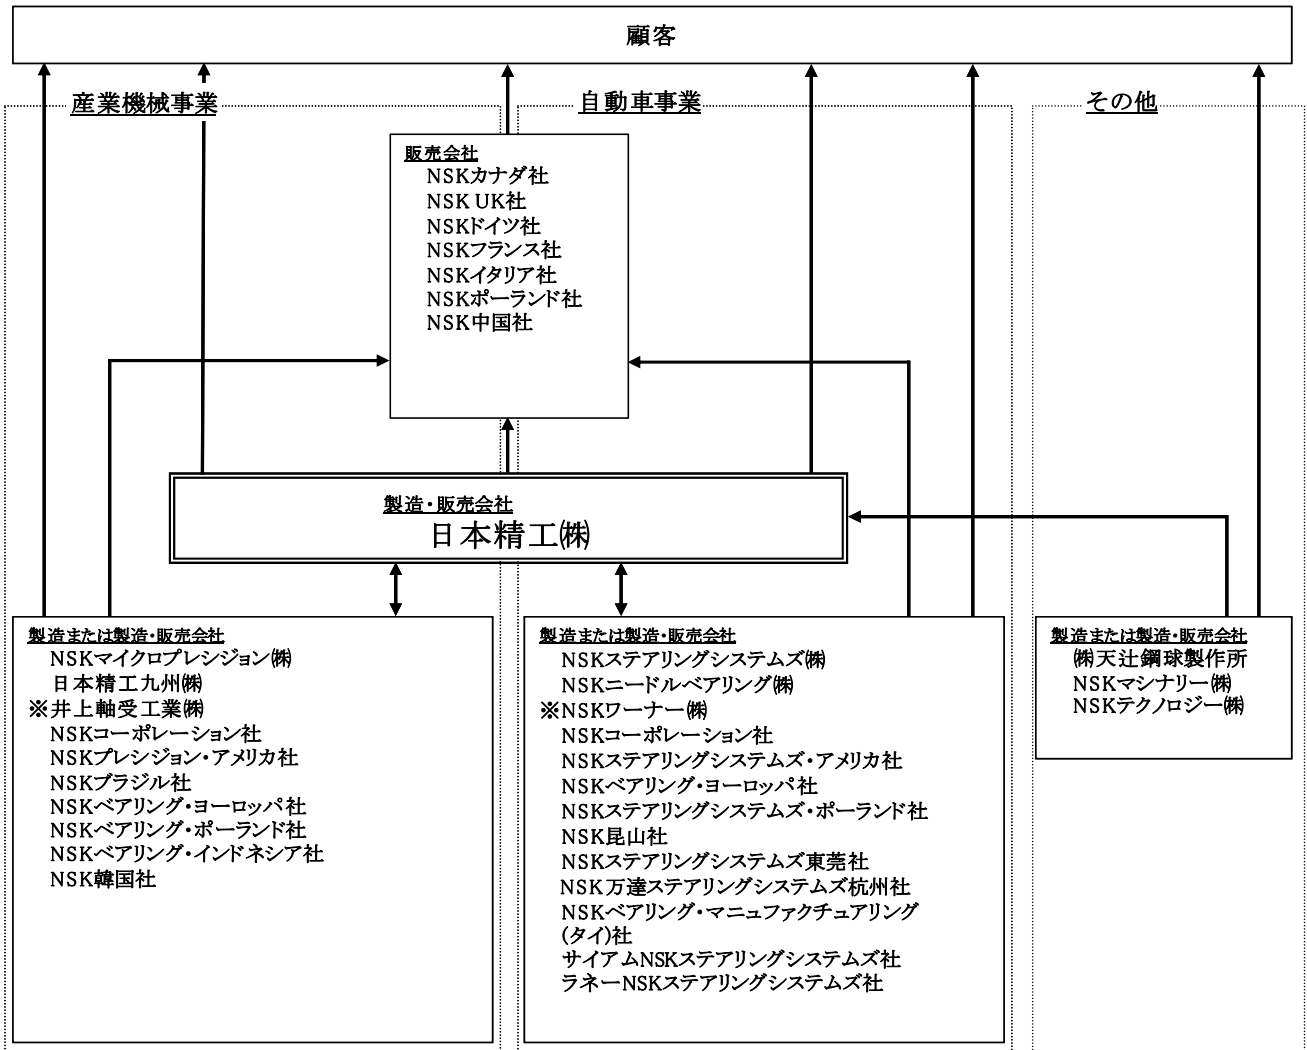 顧客
産業機械事業
自動車事業
その他
販売会社
NSKカナダ社
NSK UK社
NSKドイツ社
NSKフランス社
NSKイタリア社
NSKポーランド社
NSK中国社
製造・販売会社
日本精工㈱
製造または製造・販売会社
NSKマイクロプレシジョン㈱
日本精工九州㈱
※井上軸受工業㈱
NSKコーポレーション社
NSKプレシジョン・アメリカ社
NSKブラジル社
NSKベアリング・ヨーロッパ社
NSKベアリング・ポーランド社
NSKベアリング・インドネシア社
NSK韓国社
製造または製造・販売会社
NSKステアリングシステムズ㈱
NSKニードルベアリング㈱
※NSKワーナー㈱
NSKコーポレーション社
NSKステアリングシステムズ・アメリカ社
NSKベアリング・ヨーロッパ社
NSKステアリングシステムズ・ポーランド社
NSK昆山社
NSKステアリングシステムズ東莞社
NSK万達ステアリングシステムズ杭州社
NSKベアリング・マニュファクチュアリング
(タイ)社
サイアムNSKステアリングシステムズ社
ラネーNSKステアリングシステムズ社
製造または製造・販売会社
㈱天辻鋼球製作所
NSKマシナリー㈱
NSKテクノロジー㈱